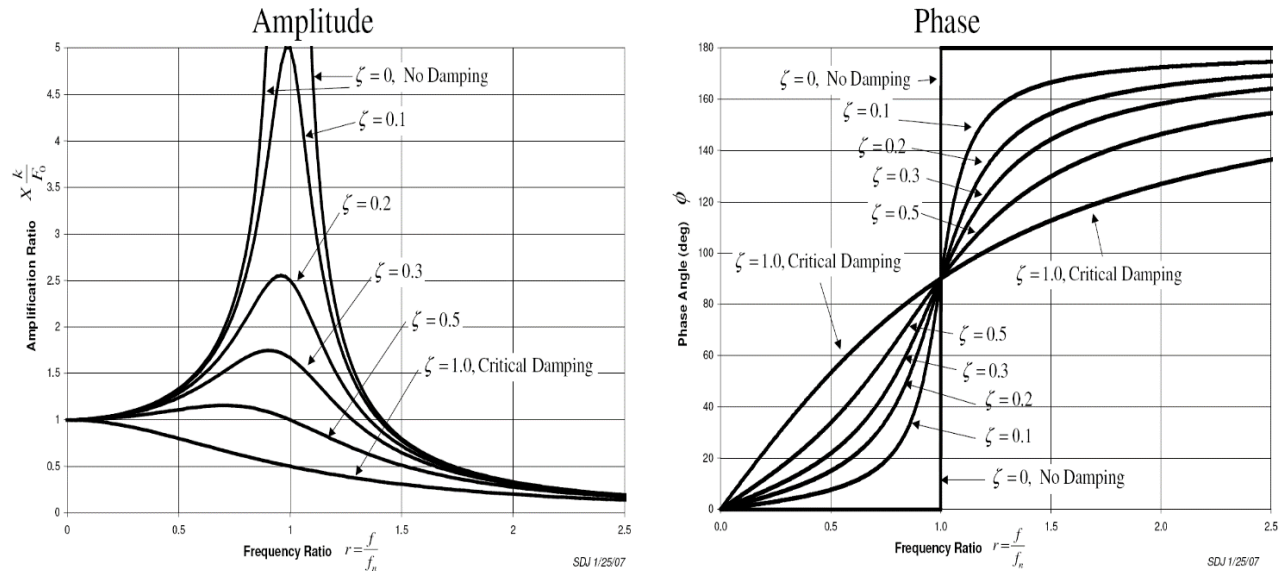 Amplitude
Amplification Ratio X k/F₀
5
4.5
4
3.5
3
2.5
2
1.5
1
0.5
0
ζ = 0, No Damping
ζ = 0.1
ζ = 0.2
ζ = 0.3
ζ = 0.5
ζ = 1.0, Critical Damping
0 0.5 1 1.5 2 2.5
Frequency Ratio r = f/fₙ
SDJ 1/25/07
Phase
Phase Angle (deg) ϕ
180
160
140
120
100
80
60
40
20
0
ζ = 0, No Damping
ζ = 0.1
ζ = 0.2
ζ = 0.3
ζ = 0.5
ζ = 1.0, Critical Damping
ζ = 1.0, Critical Damping
ζ = 0.5
ζ = 0.3
ζ = 0.2
ζ = 0.1
ζ = 0, No Damping
0.0 0.5 1.0 1.5 2.0 2.5
Frequency Ratio r = f/fₙ
SDJ 1/25/07